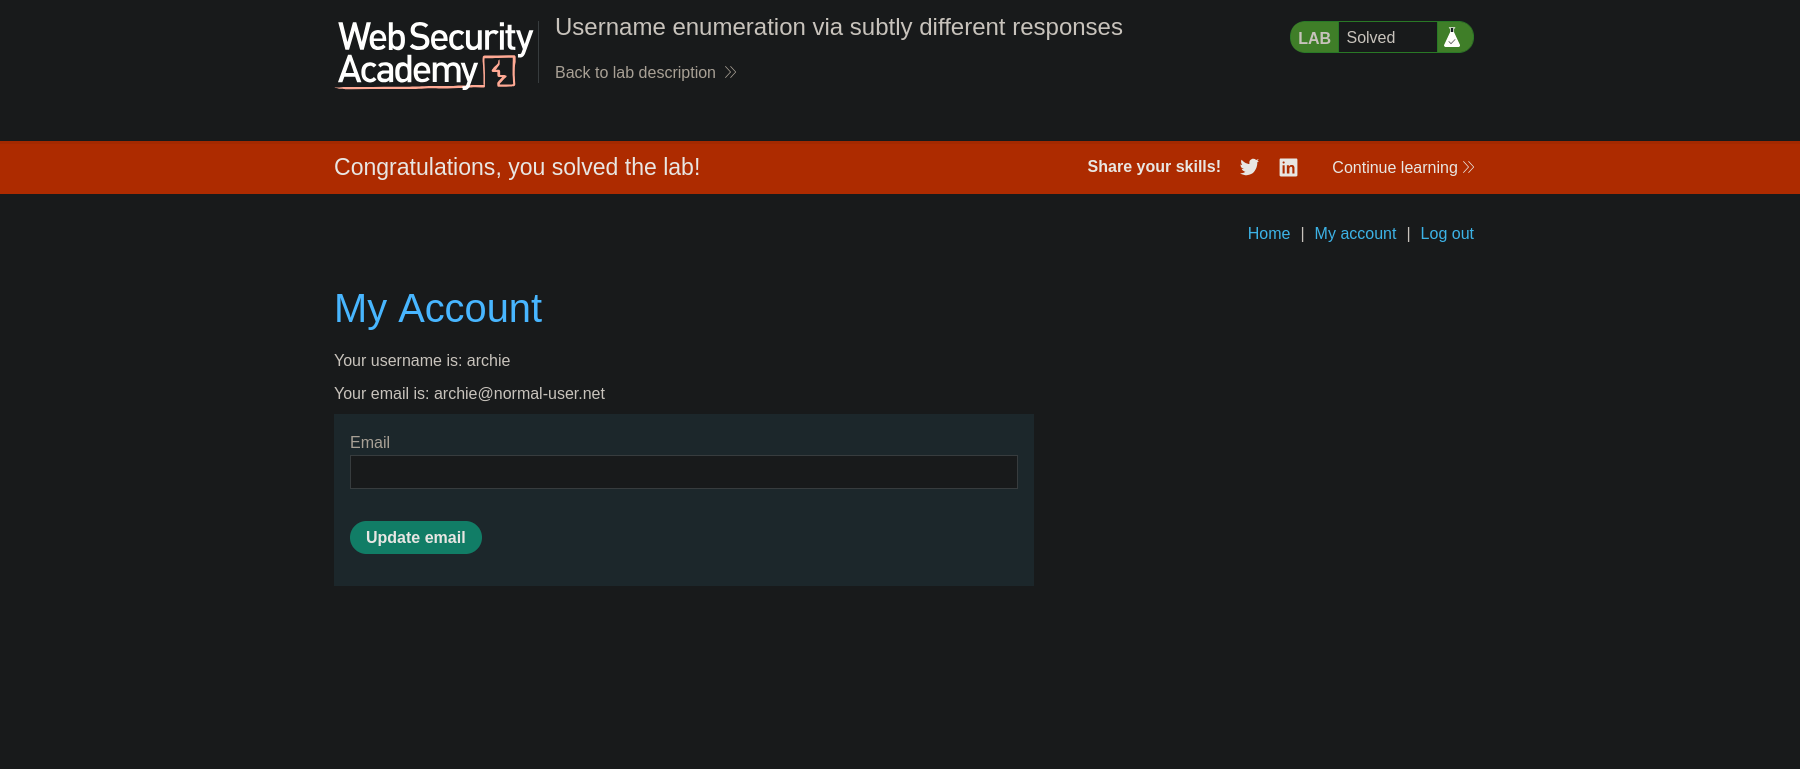 Web Security
Academy
Username enumeration via subtly different responses
Back to lab description
LAB Solved
Congratulations, you solved the lab!
Share your skills!
Continue learning
Home | My account | Log out
My Account
Your username is: archie
Your email is: archie@normal-user.net
Email
Update email